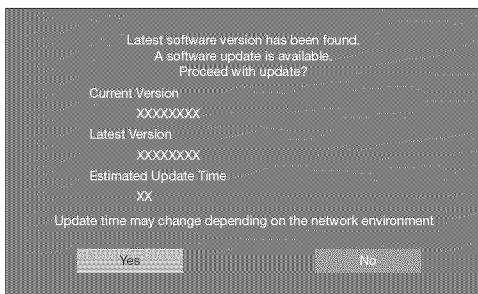 Latest software version has been found.
A software update is available.
Proceed with update?
Current Version
XXXXXXXX
Latest Version
XXXXXXXX
Estimated Update Time
XX
Update time may change depending on the network environment
Yes
No